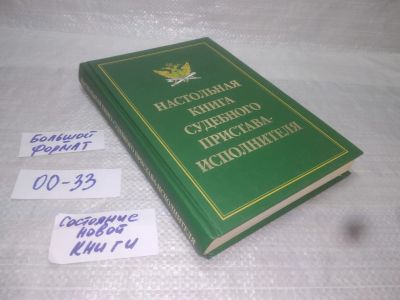 НАСТОЛЬНАЯ
КНИГА
СУДЕБНОГО
ПРИСТАВА-
ИСПОЛНИТЕЛЯ
БОЛЬШОЙ
ФОРМАТ
00-33
СОСТОЯНИЕ
НОВОЙ
КНИГИ